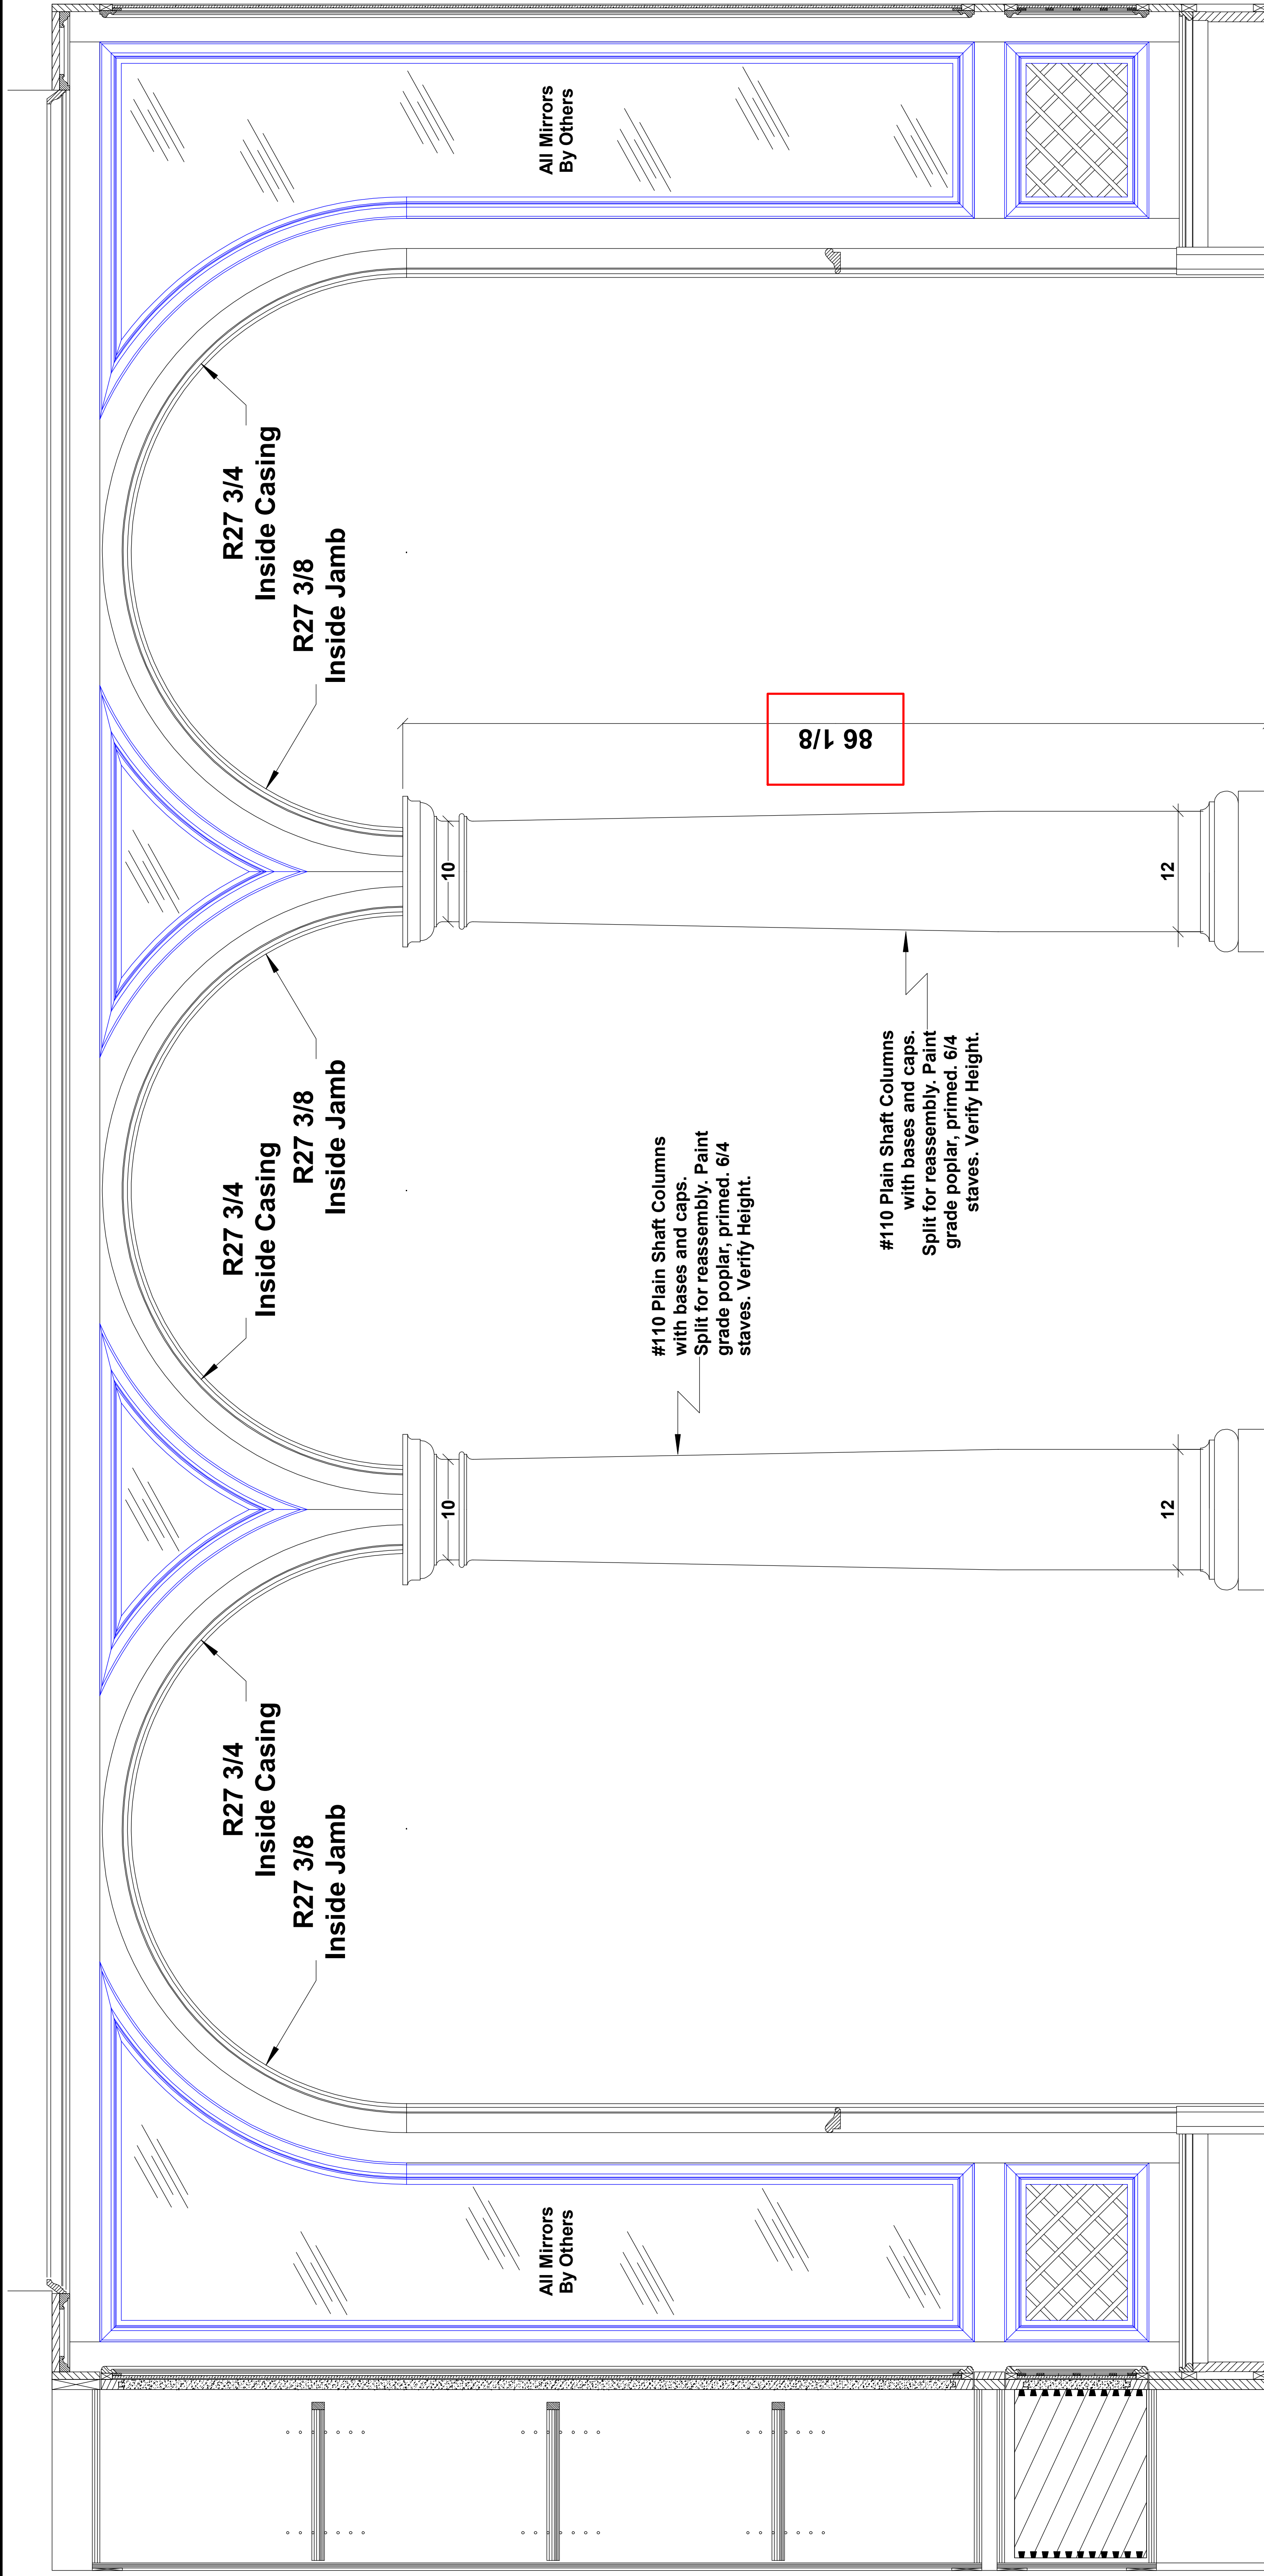 All Mirrors
By Others
R27 3/4
Inside Casing
R27 3/8
Inside Jamb
86 1/8
10
12
#110 Plain Shaft Columns
with bases and caps.
Split for reassembly. Paint
grade poplar, primed. 6/4
staves. Verify Height.
R27 3/8
Inside Jamb
R27 3/4
Inside Casing
#110 Plain Shaft Columns
with bases and caps.
Split for reassembly. Paint
grade poplar, primed. 6/4
staves. Verify Height.
10
12
R27 3/4
Inside Casing
R27 3/8
Inside Jamb
All Mirrors
By Others